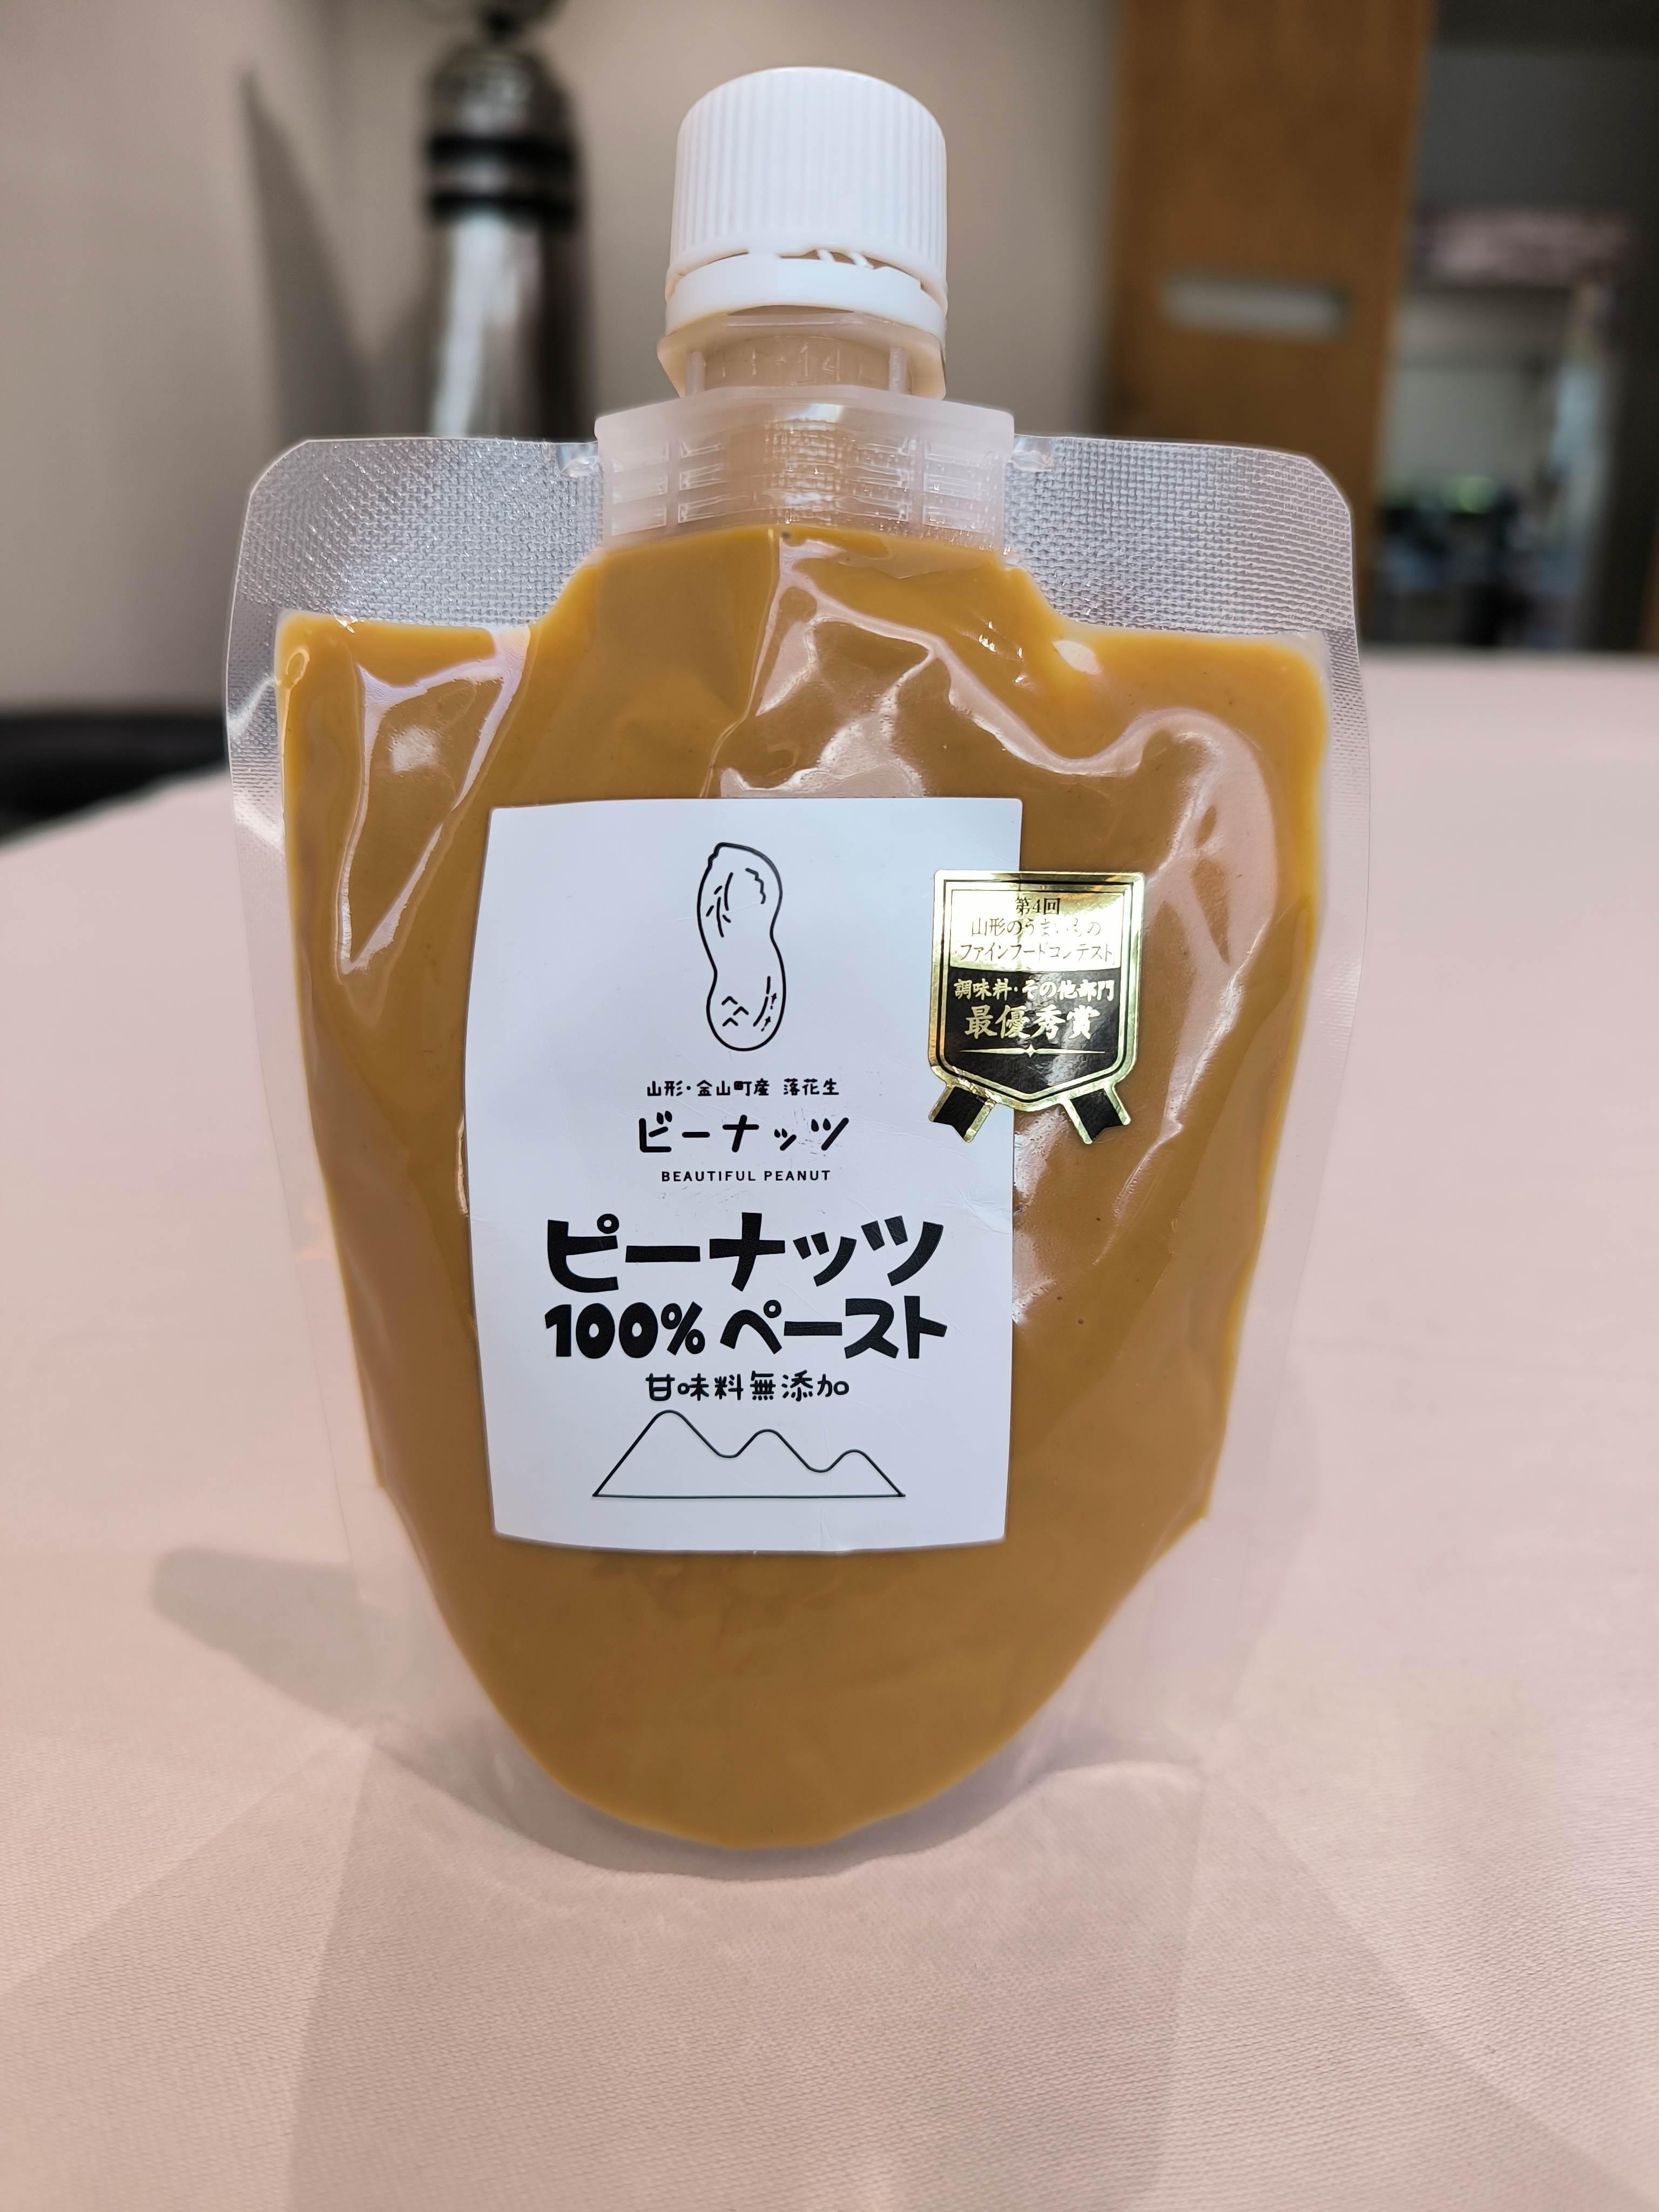 山形・金山町産 落花生
ビーナッツ
BEAUTIFUL PEANUT
ピーナッツ
100% ペースト
甘味料無添加
第4回
山形のうまいもの
ファインフードコンテスト
調味料・その他部門
最優秀賞